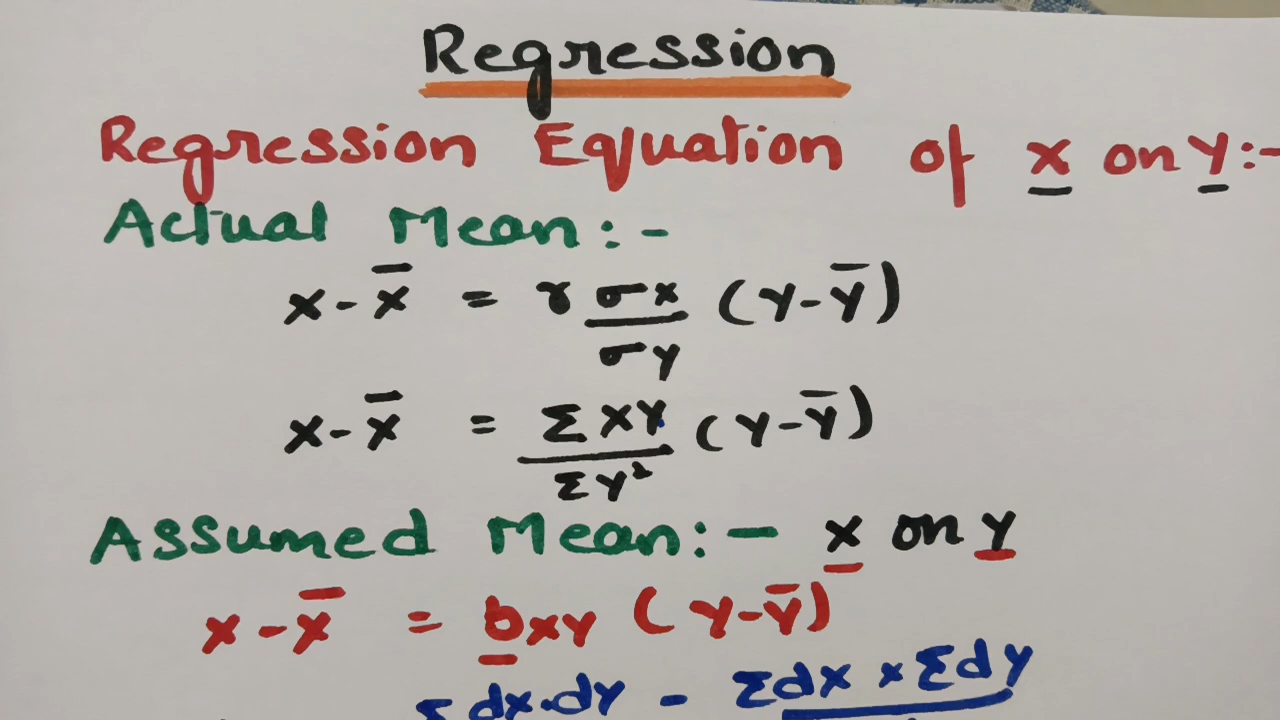 Regression
Regression Equation of x on y:-
Actual Mean:-
x-x̄ = r σx/σy (y-ȳ)
x-x̄ = Σxy/Σy² (y-ȳ)
Assumed Mean:- x on y
x-x̄ = bxy (y-ȳ)
Σdx.dy - Σdx × Σdy